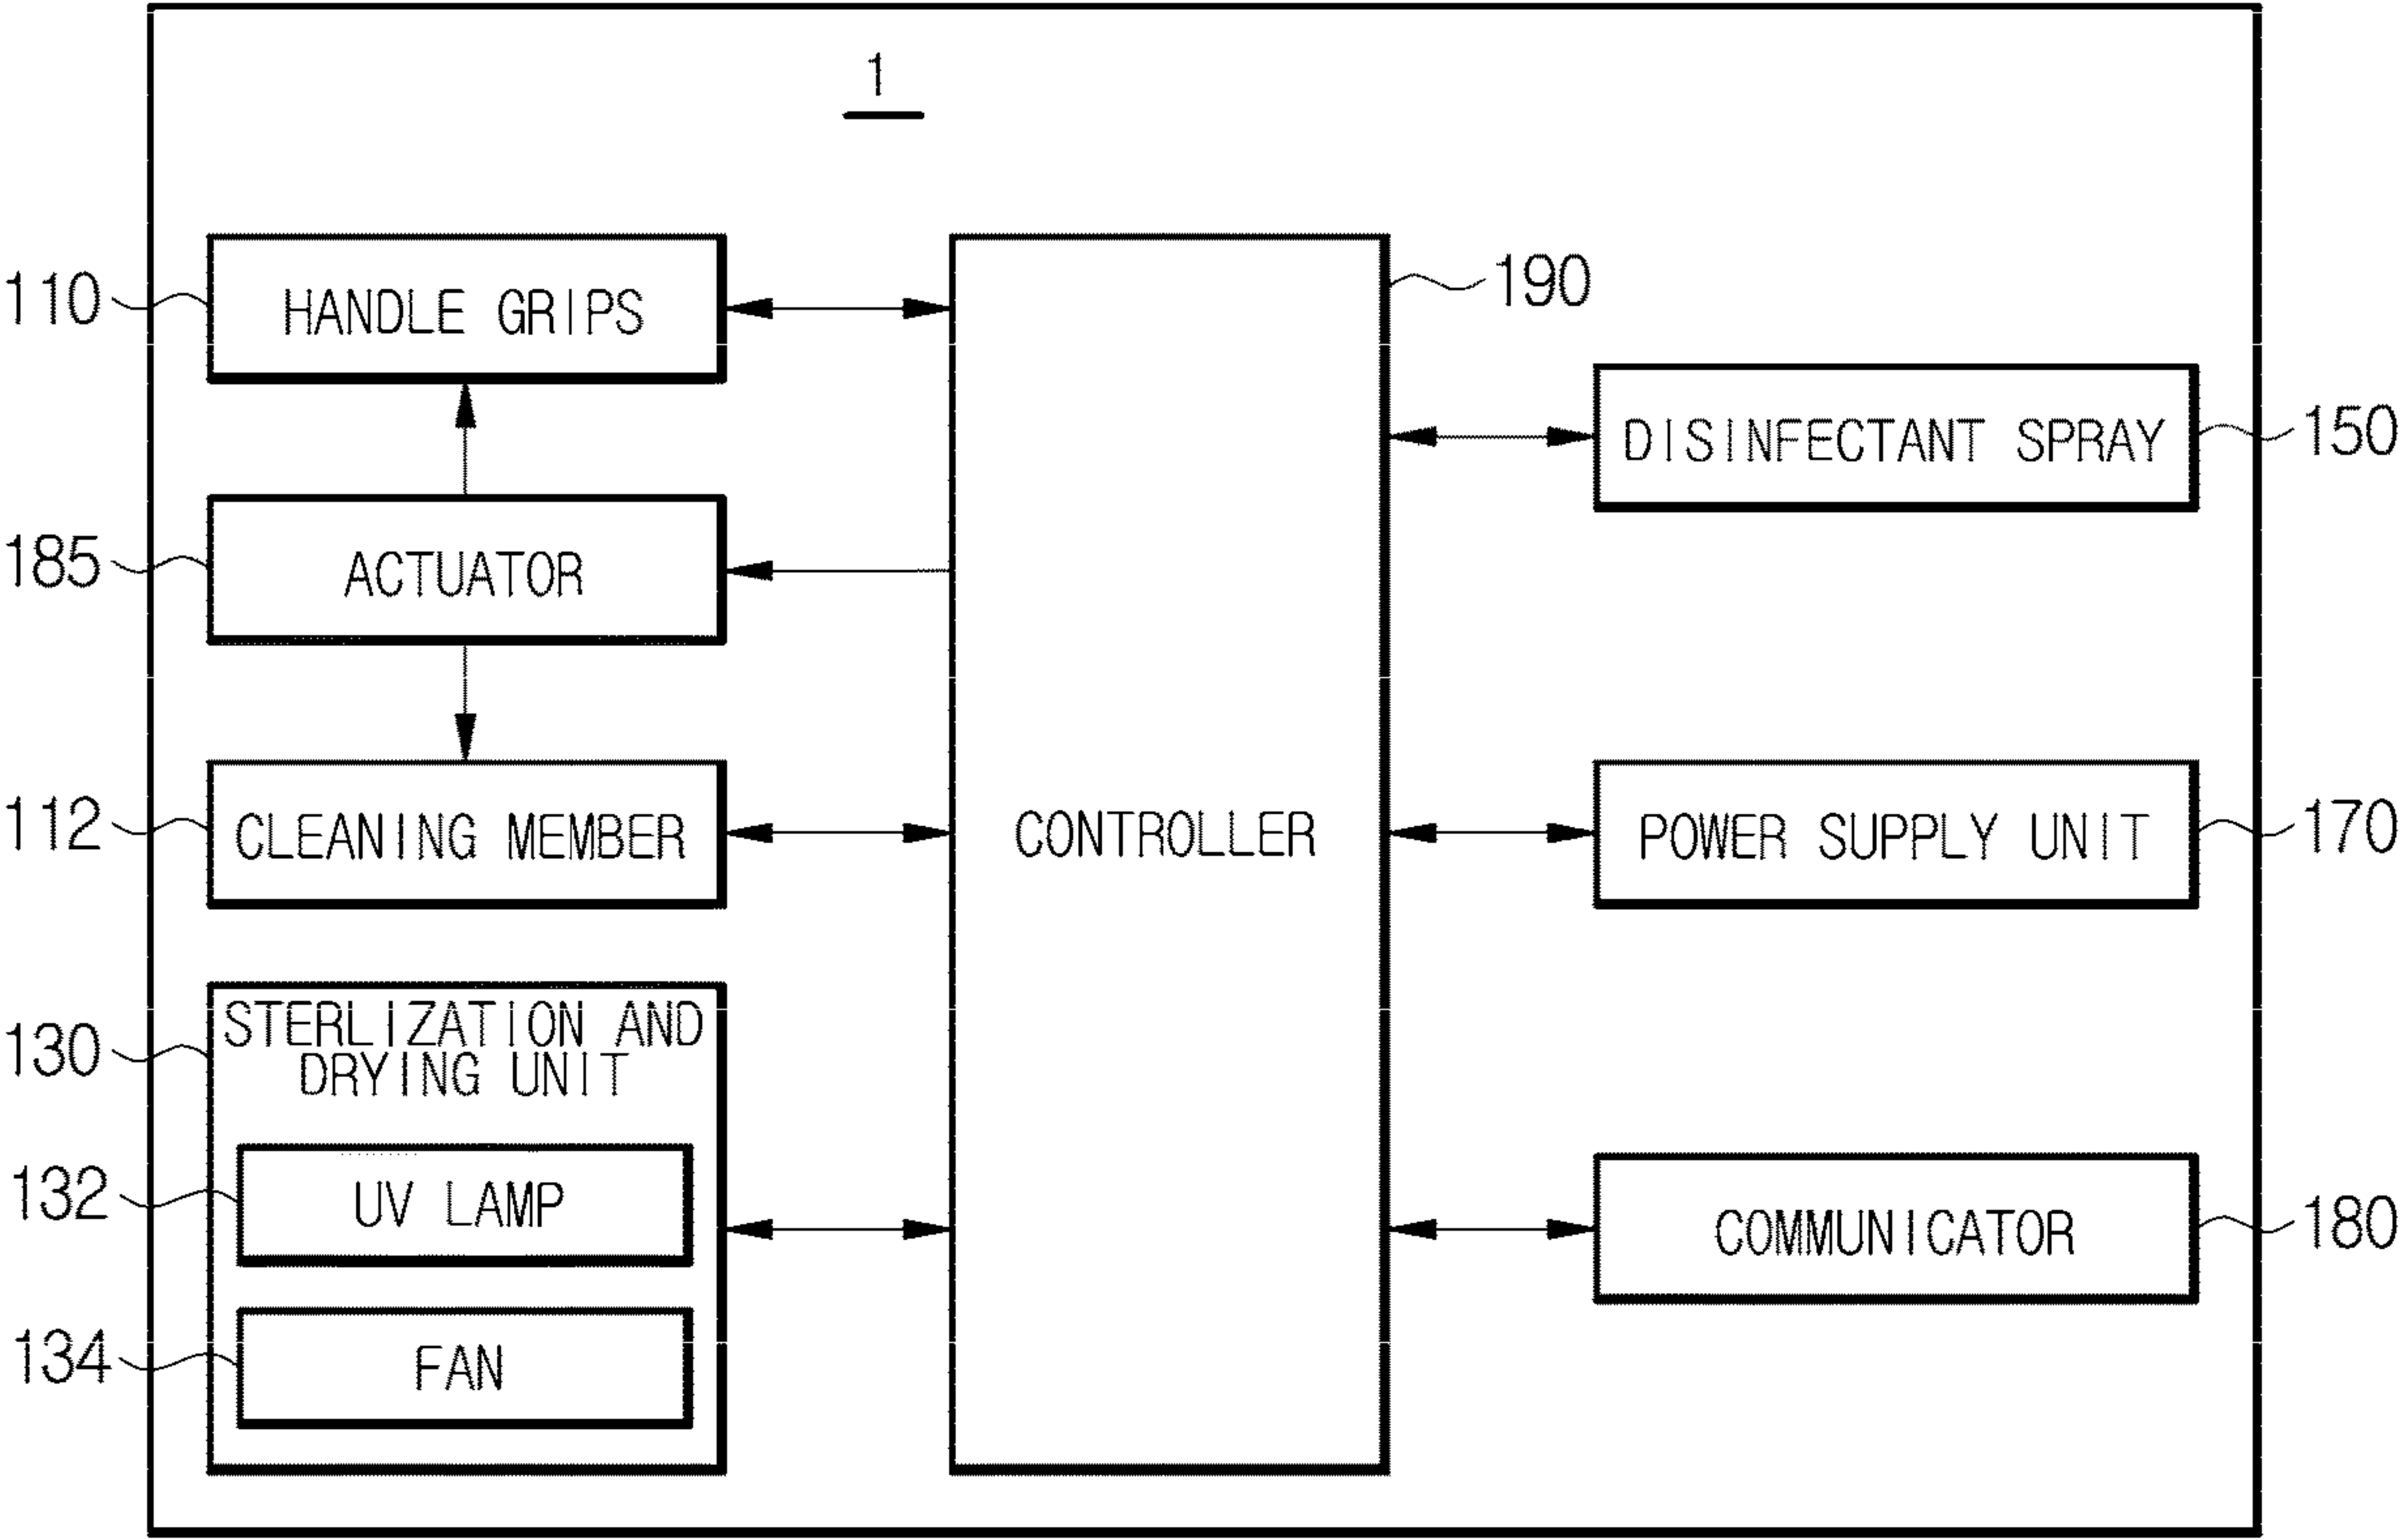 1
110
HANDLE GRIPS
190
DISINFECTANT SPRAY
150
185
ACTUATOR
112
CLEANING MEMBER
CONTROLLER
POWER SUPPLY UNIT
170
130
STERLIZATION AND
DRYING UNIT
132
UV LAMP
COMMUNICATOR
180
134
FAN